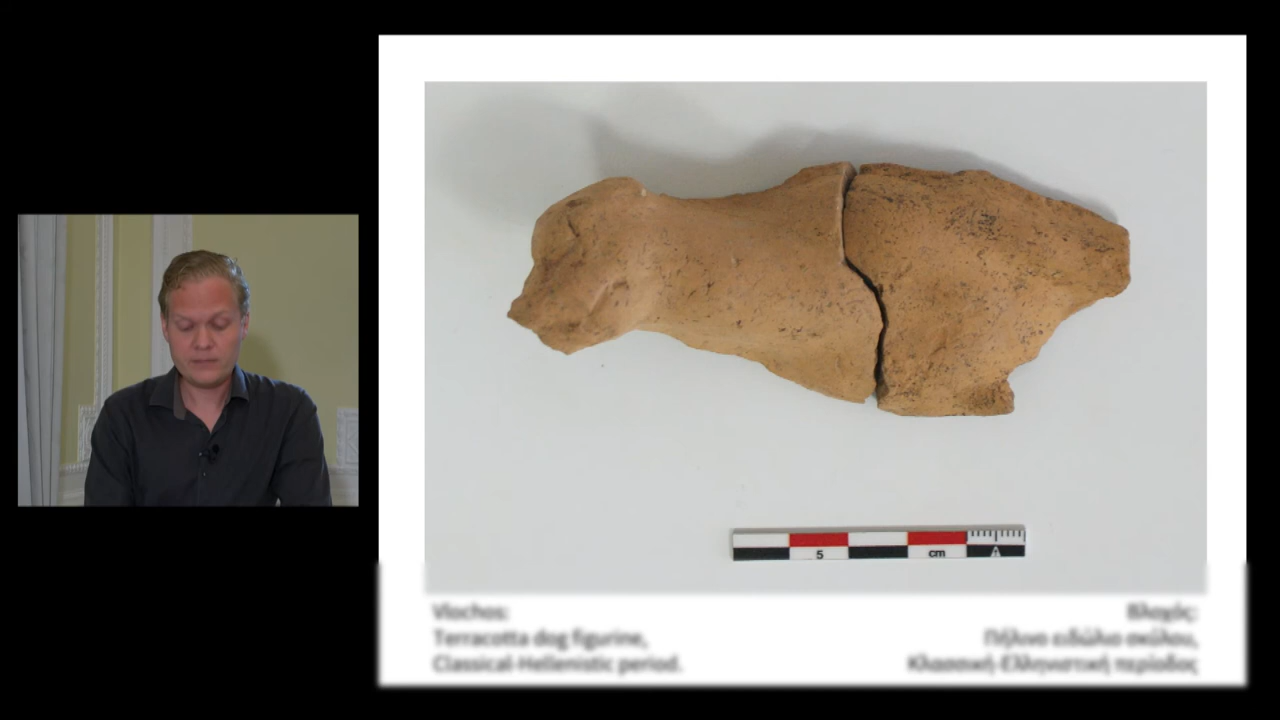 5 cm
Vlochos:
Terracotta dog figurine,
Classical-Hellenistic period.
Βλοχός:
Πήλινο ειδώλιο σκύλου,
Κλασσική-Ελληνιστική περίοδος